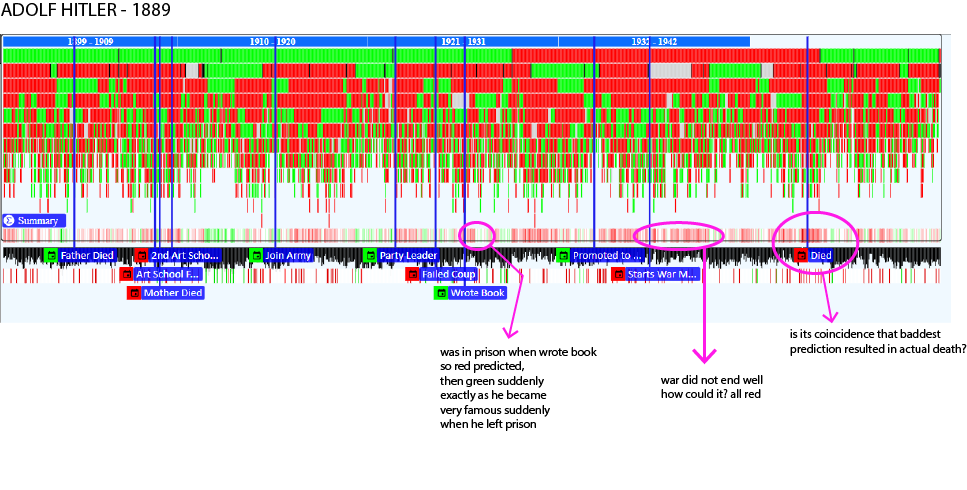 ADOLF HITLER - 1889
1899 - 1909
1910 - 1920
1921 - 1931
1932 - 1942
Σ Summary
Father Died
2nd Art Scho...
Join Army
Party Leader
Promoted to ...
Died
Art School F...
Failed Coup
Starts War M...
Mother Died
Wrote Book
was in prison when wrote book
so red predicted,
then green suddenly
exactly as he became
very famous suddenly
when he left prison
war did not end well
how could it? all red
is its coincidence that baddest
prediction resulted in actual death?